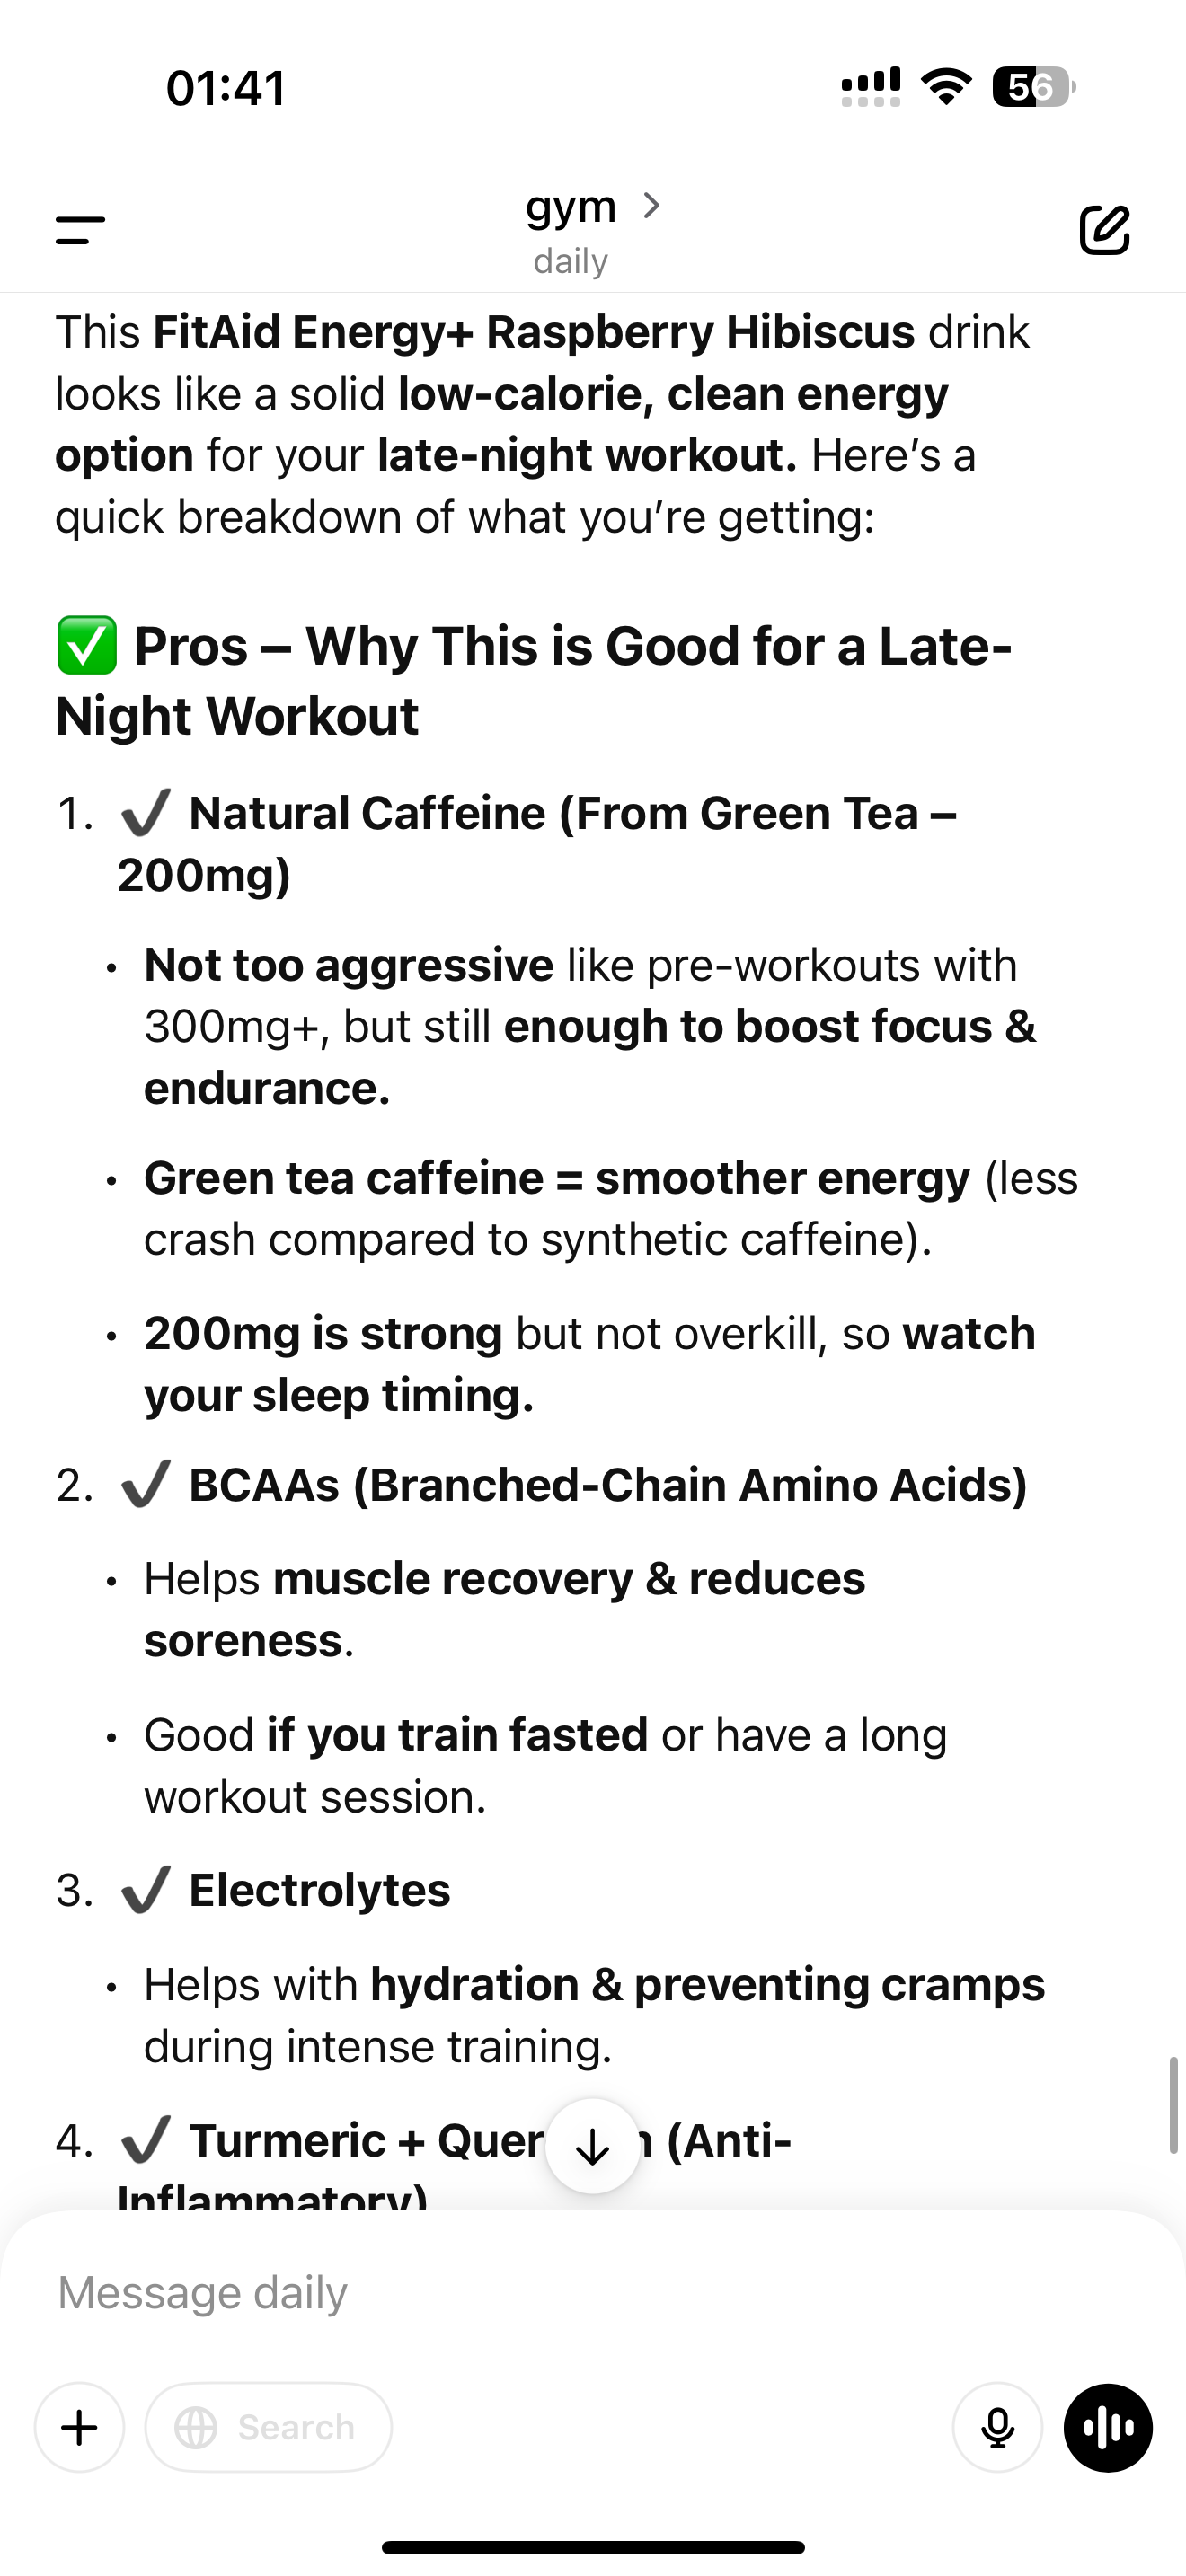 01:41
56
gym
daily
This FitAid Energy+ Raspberry Hibiscus drink
looks like a solid low-calorie, clean energy
option for your late-night workout. Here’s a
quick breakdown of what you’re getting:
✅ Pros – Why This is Good for a Late-
Night Workout
1. ✔ Natural Caffeine (From Green Tea –
200mg)
• Not too aggressive like pre-workouts with
300mg+, but still enough to boost focus &
endurance.
• Green tea caffeine = smoother energy (less
crash compared to synthetic caffeine).
• 200mg is strong but not overkill, so watch
your sleep timing.
2. ✔ BCAAs (Branched-Chain Amino Acids)
• Helps muscle recovery & reduces
soreness.
• Good if you train fasted or have a long
workout session.
3. ✔ Electrolytes
• Helps with hydration & preventing cramps
during intense training.
4. ✔ Turmeric + (Anti-
Inflammatory)
Message daily
Search